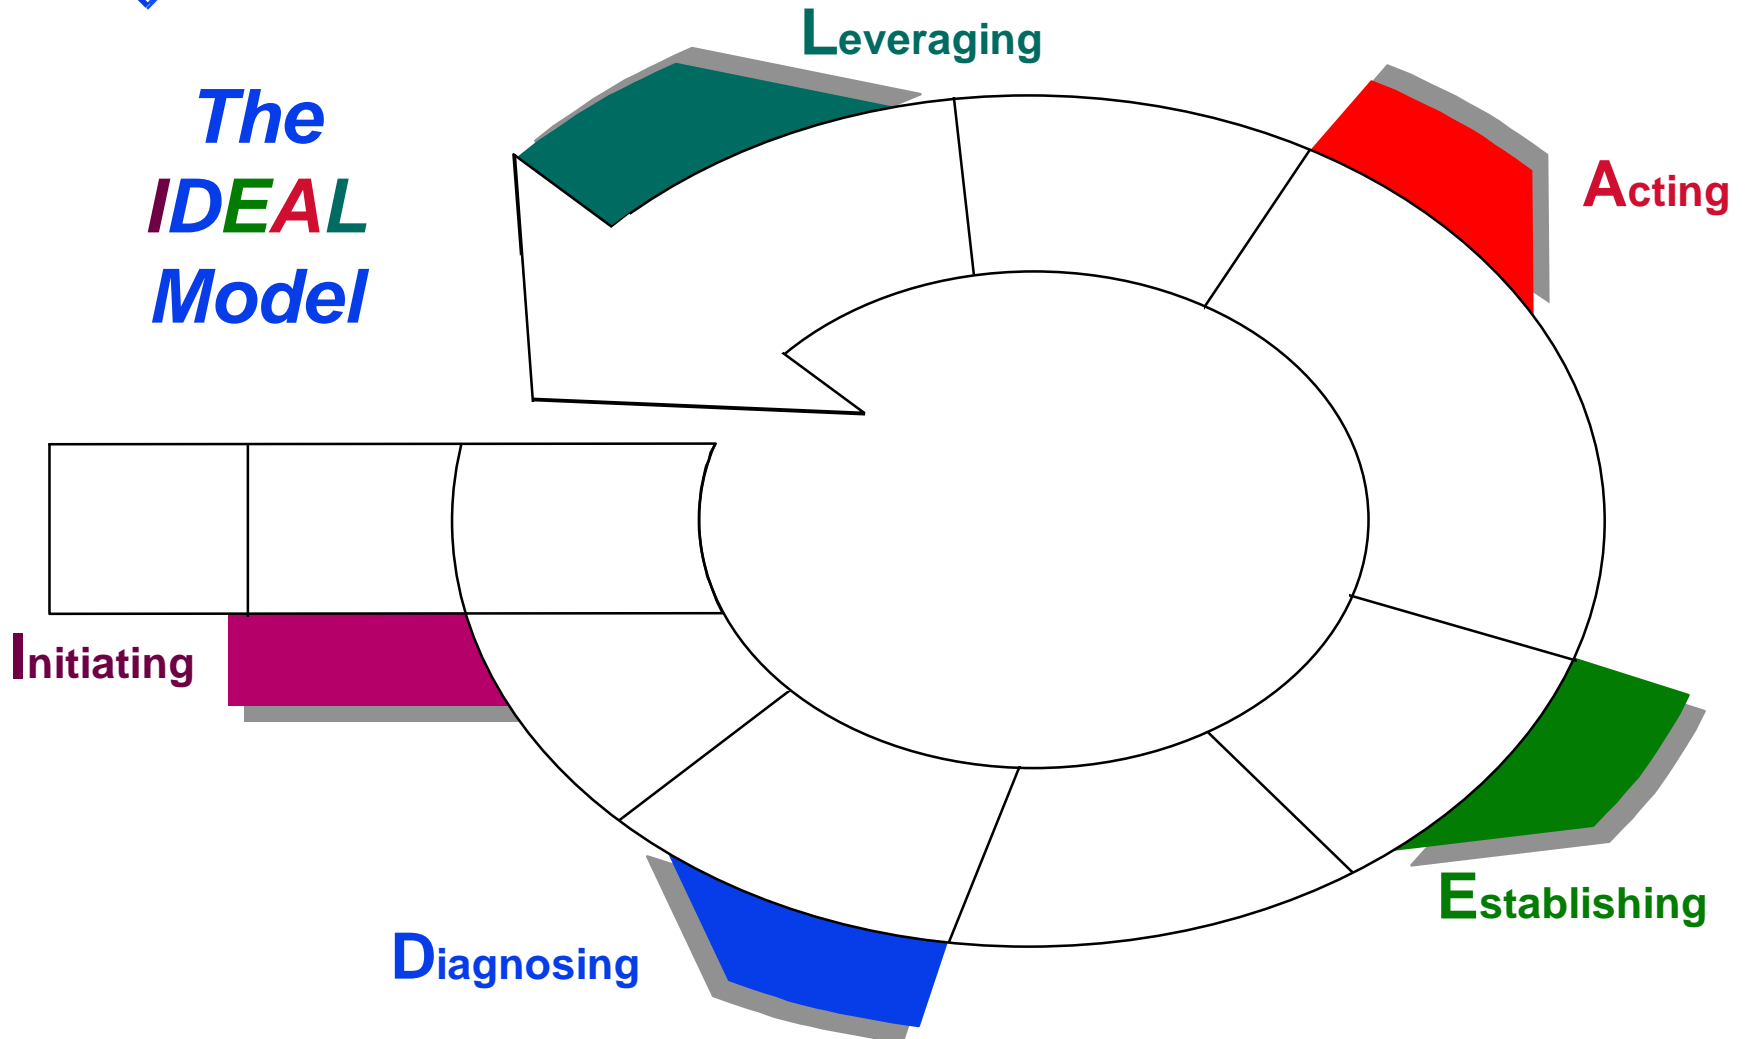 The
IDEAL
Model
Leveraging
Acting
Initiating
Establishing
Diagnosing